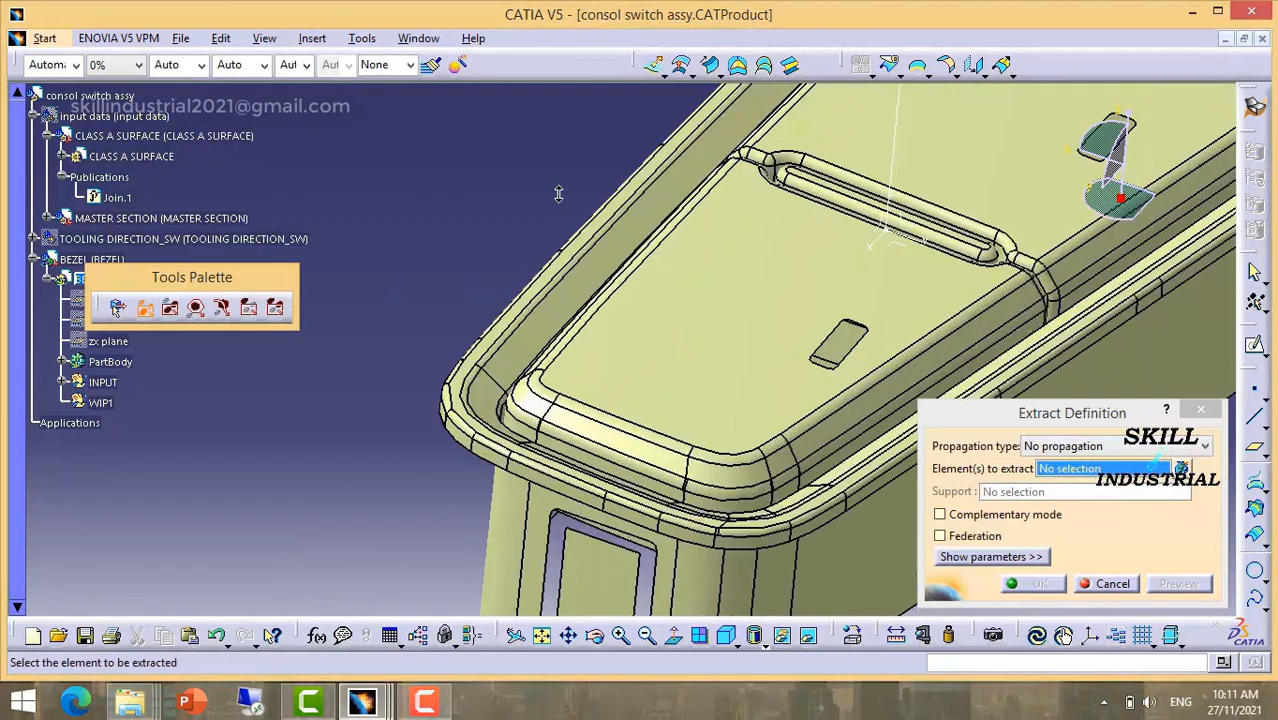 CATIA V5 - [consol switch assy.CATProduct]
Start ENOVIA V5 VPM File Edit View Insert Tools Window Help
Automa 0% Auto Auto Aut Aut None
consol switch assy
skillindustrial2021@gmail.com
input data (input data)
CLASS A SURFACE (CLASS A SURFACE)
CLASS A SURFACE
Publications
Join.1
MASTER SECTION (MASTER SECTION)
TOOLING DIRECTION_SW (TOOLING DIRECTION_SW)
BEZEL (BEZEL)
Tools Palette
zx plane
PartBody
INPUT
WIP1
Applications
Extract Definition
Propagation type: No propagation
SKILL
Element(s) to extract No selection
INDUSTRIAL
Support : No selection
Complementary mode
Federation
Show parameters >>
OK Cancel Preview
x
f(x)
CATIA
Select the element to be extracted
ENG
10:11 AM
27/11/2021